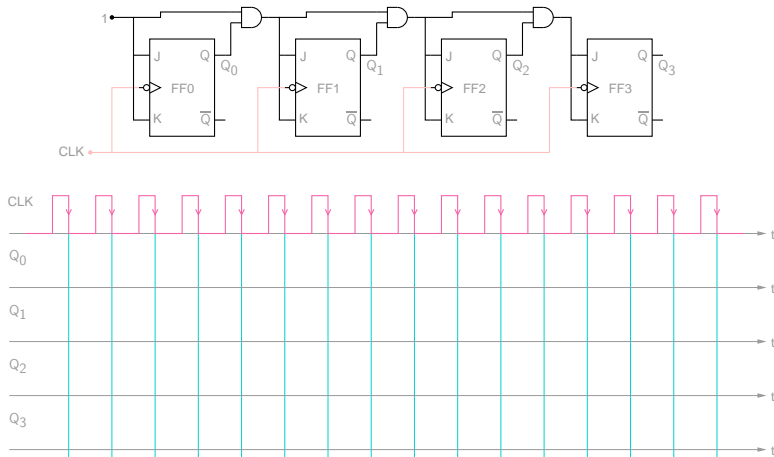 1
J Q Q0 J Q Q1 J Q Q2 J Q Q3
FF0 FF1 FF2 FF3
K Q̅ K Q̅ K Q̅ K Q̅
CLK
CLK
t
Q0
t
Q1
t
Q2
t
Q3
t